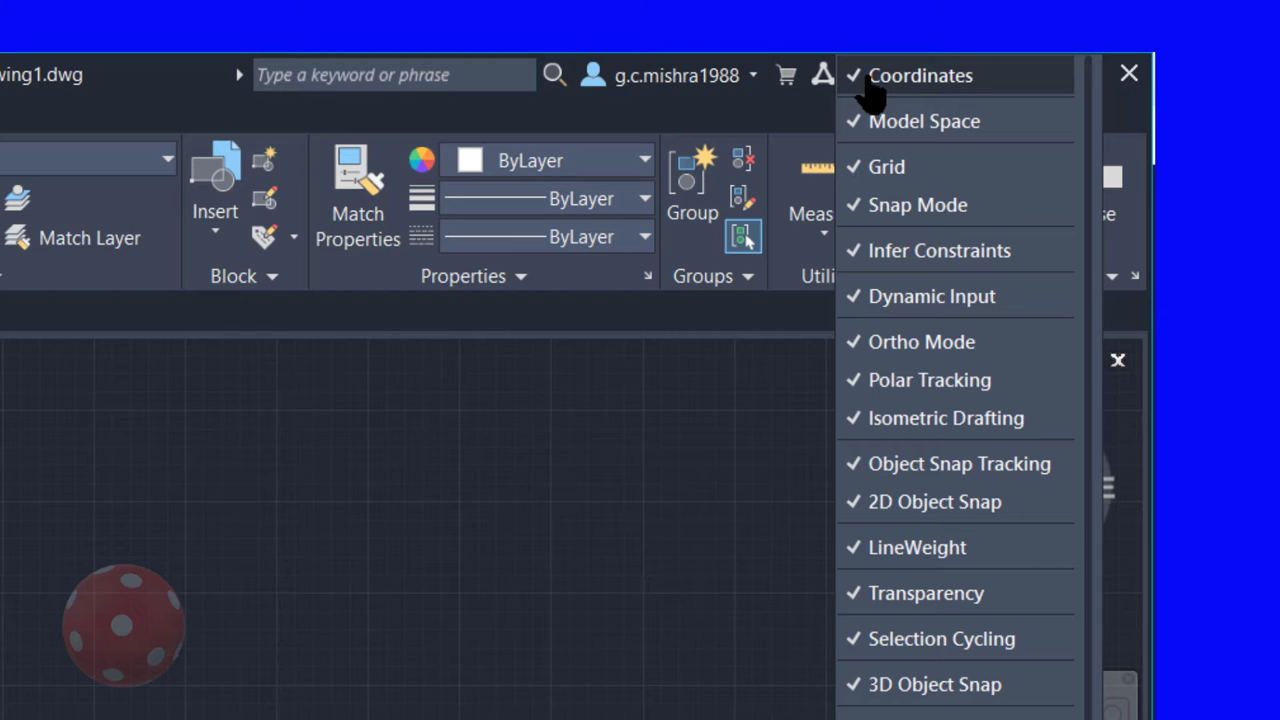 wing1.dwg
Type a keyword or phrase
g.c.mishra1988
Insert
Match Layer
Block
Match
Properties
ByLayer
ByLayer
ByLayer
Properties
Group
Groups
Meas
Utili
se
Coordinates
Model Space
Grid
Snap Mode
Infer Constraints
Dynamic Input
Ortho Mode
Polar Tracking
Isometric Drafting
Object Snap Tracking
2D Object Snap
LineWeight
Transparency
Selection Cycling
3D Object Snap